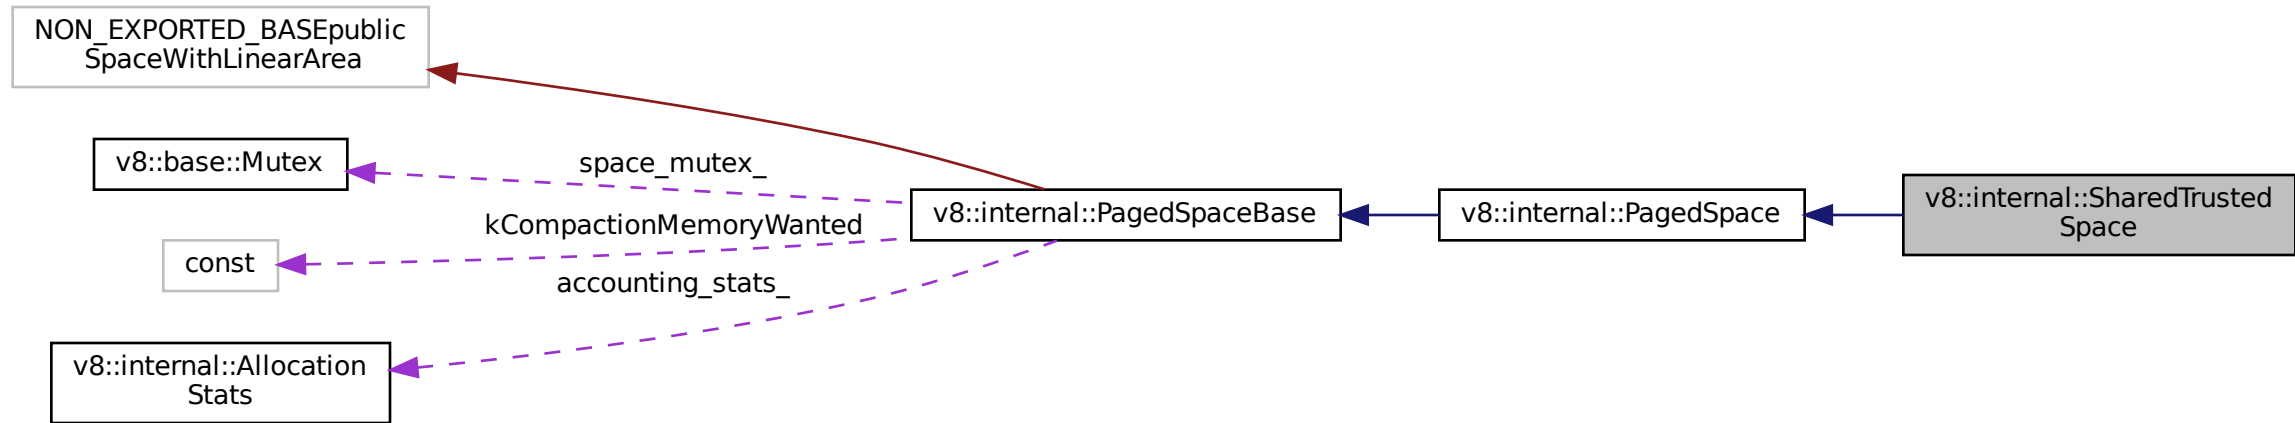 NON_EXPORTED_BASEpublic
SpaceWithLinearArea
v8::base::Mutex
space_mutex_
kCompactionMemoryWanted
const
accounting_stats_
v8::internal::Allocation
Stats
v8::internal::PagedSpaceBase
v8::internal::PagedSpace
v8::internal::SharedTrusted
Space